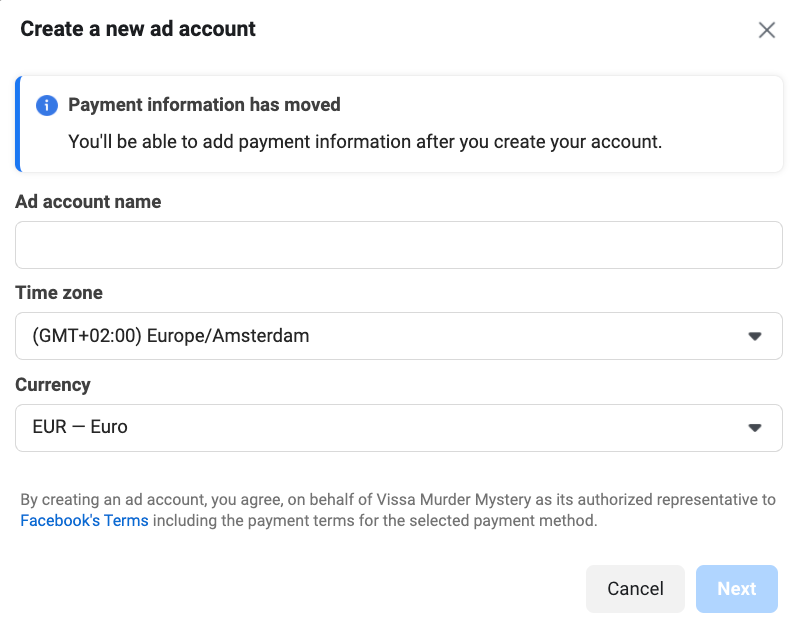 Create a new ad account
Payment information has moved
You'll be able to add payment information after you create your account.
Ad account name
Time zone
(GMT+02:00) Europe/Amsterdam
Currency
EUR — Euro
By creating an ad account, you agree, on behalf of Vissa Murder Mystery as its authorized representative to
Facebook's Terms including the payment terms for the selected payment method.
Cancel
Next